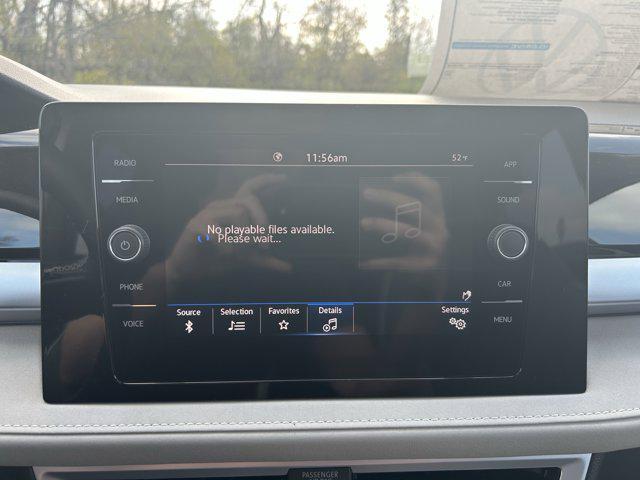 11:56am
52°F
RADIO
MEDIA
PHONE
VOICE
No playable files available.
Please wait...
Source
Selection
Favorites
Details
Settings
APP
SOUND
CAR
MENU
PASSENGER